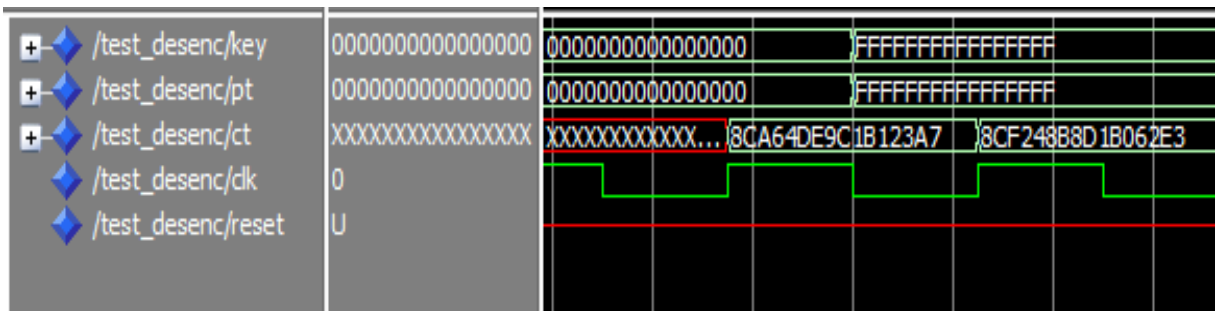 /test_desenc/key 0000000000000000 0000000000000000 FFFFFFFFFFFFFFFF
/test_desenc/pt 0000000000000000 0000000000000000 FFFFFFFFFFFFFFFF
/test_desenc/ct XXXXXXXXXXXXXXXX XXXXXXXXXXXX... 8CA64DE9C1B123A7 8CF248B8D1B062E3
/test_desenc/clk 0
/test_desenc/reset U